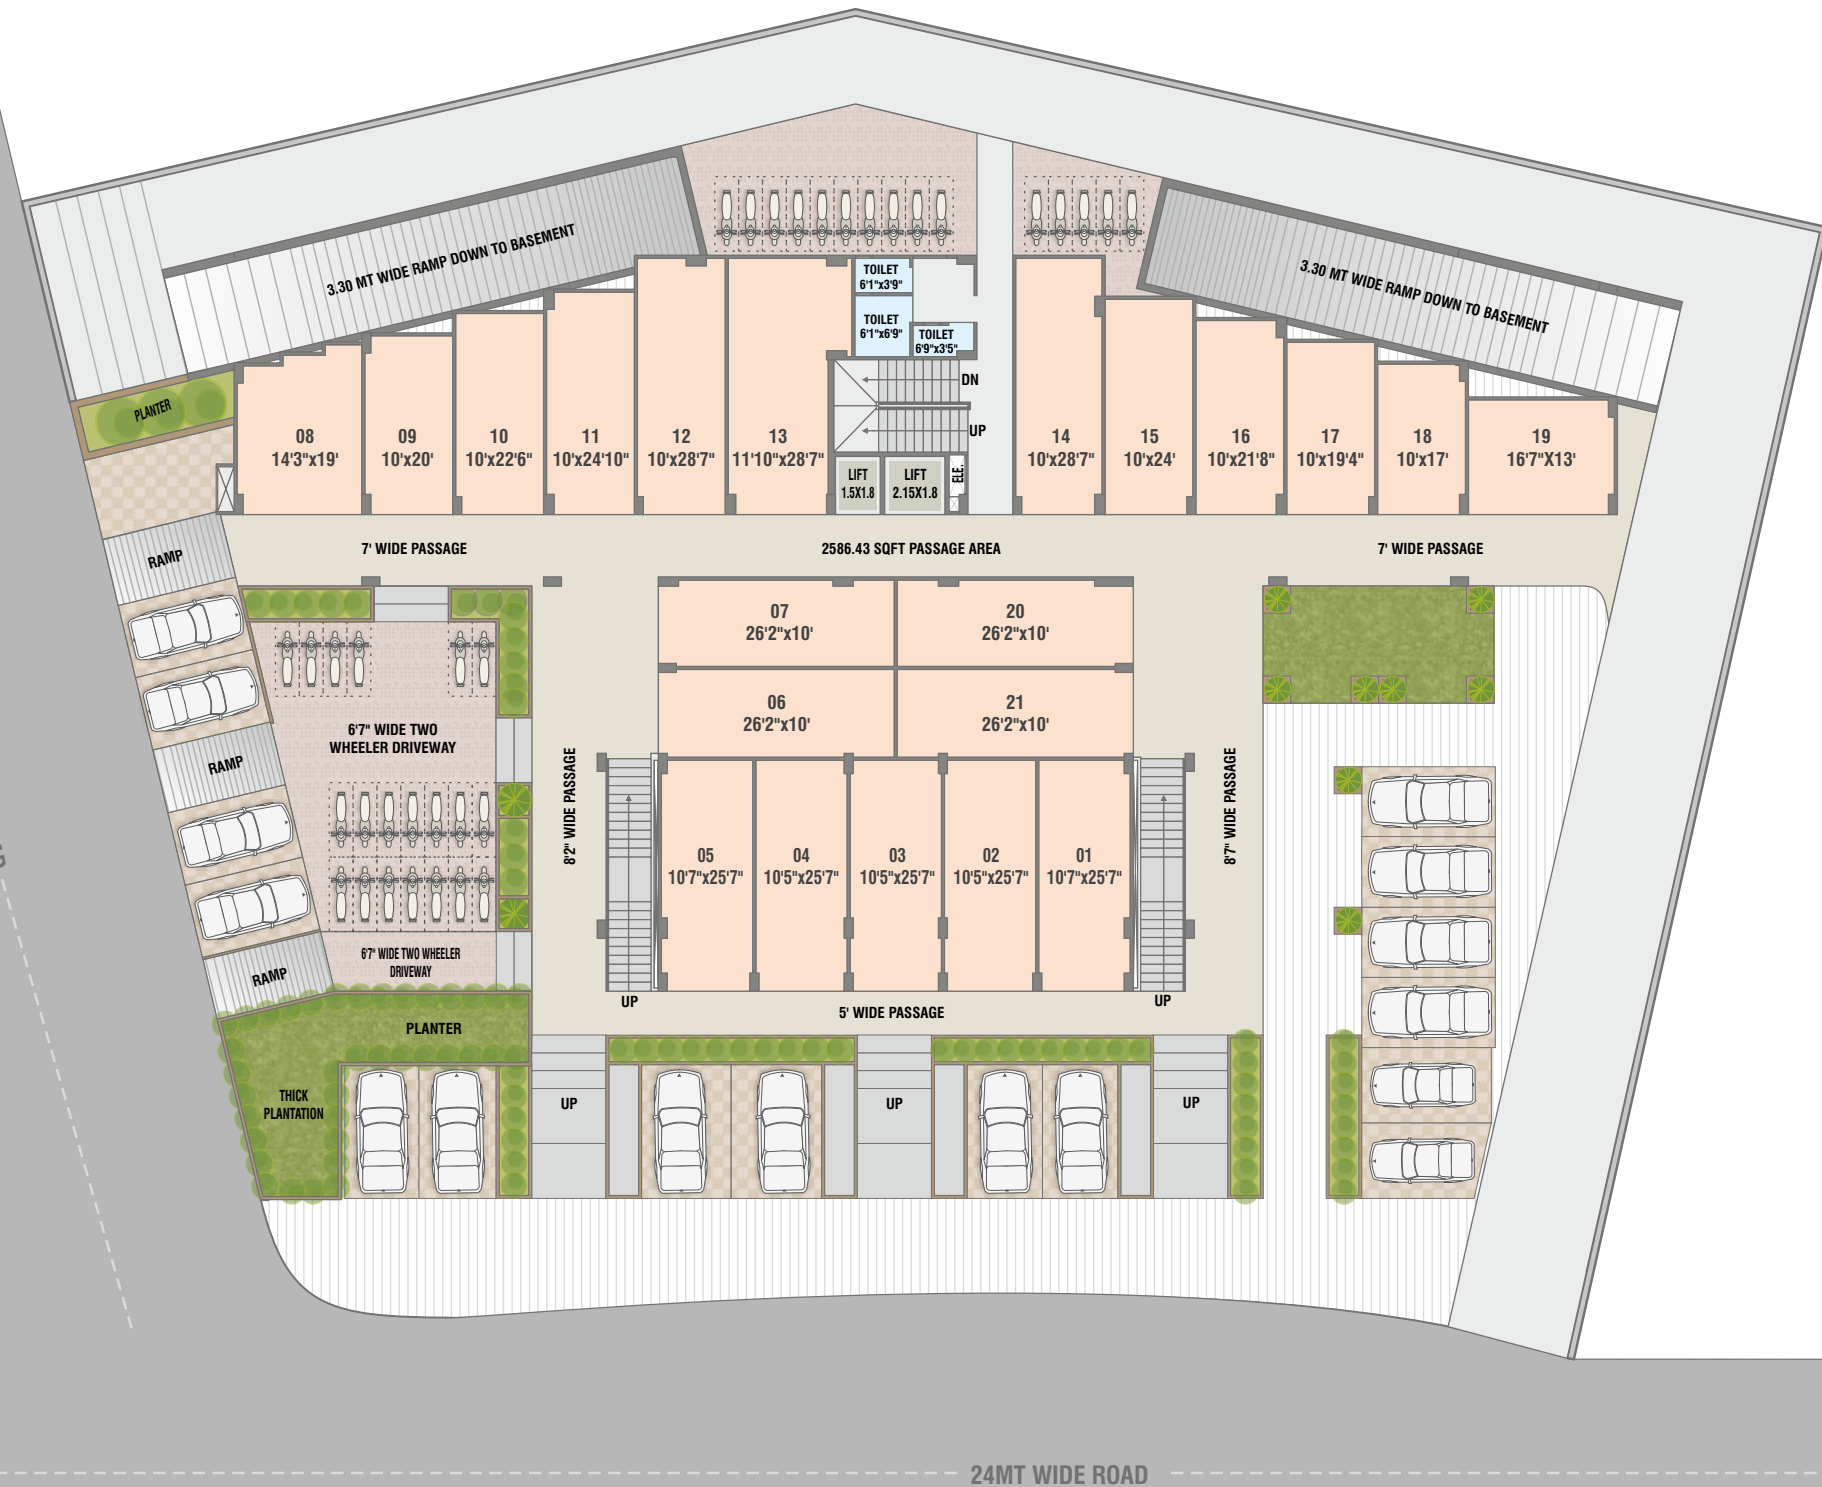 3.30 MT WIDE RAMP DOWN TO BASEMENT
3.30 MT WIDE RAMP DOWN TO BASEMENT
TOILET
6'1"x3'9"
TOILET
6'1"x6'9"
TOILET
6'9"x3'5"
DN
UP
PLANTER
08
14'3"x19'
09
10'x20'
10
10'x22'6"
11
10'x24'10"
12
10'x28'7"
13
11'10"x28'7"
LIFT
1.5X1.8
LIFT
2.15X1.8
ELE.
14
10'x28'7"
15
10'x24'
16
10'x21'8"
17
10'x19'4"
18
10'x17'
19
16'7"X13'
RAMP
7' WIDE PASSAGE
2586.43 SQFT PASSAGE AREA
7' WIDE PASSAGE
07
26'2"x10'
20
26'2"x10'
06
26'2"x10'
21
26'2"x10'
6'7" WIDE TWO
WHEELER DRIVEWAY
RAMP
8'2" WIDE PASSAGE
8'7" WIDE PASSAGE
05
10'7"x25'7"
04
10'5"x25'7"
03
10'5"x25'7"
02
10'5"x25'7"
01
10'7"x25'7"
6'7" WIDE TWO WHEELER
DRIVEWAY
RAMP
UP
UP
5' WIDE PASSAGE
PLANTER
THICK
PLANTATION
UP
UP
UP
24MT WIDE ROAD